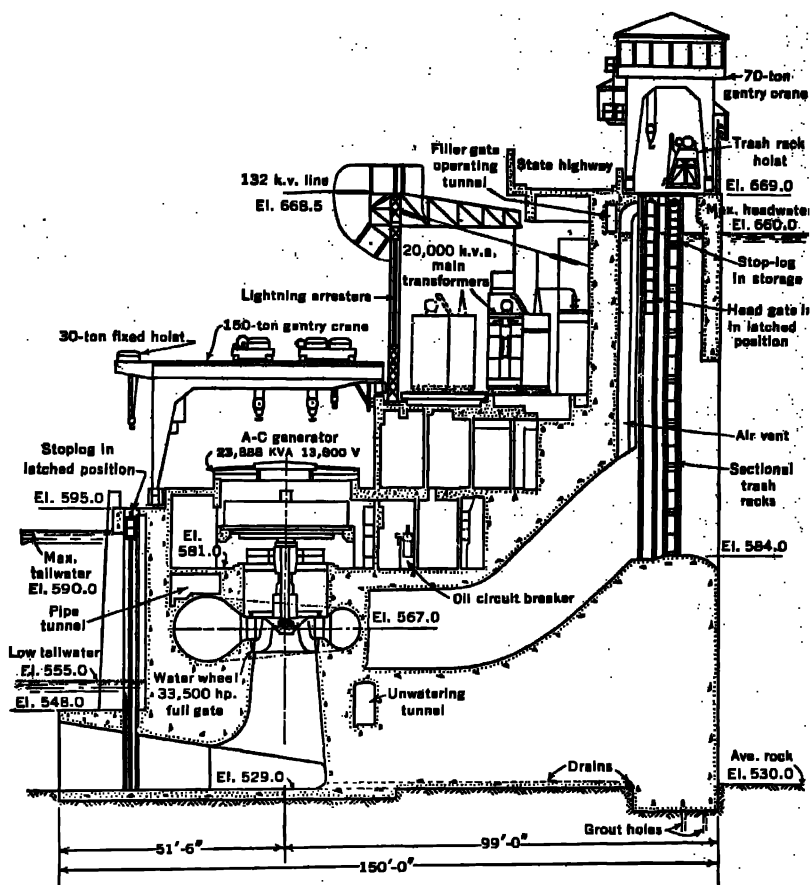 70-ton
gantry crane
Trash rack
hoist
Filler gate
operating
tunnel
State highway
132 k.v. line
El. 668.5
El. 669.0
Max. headwater
El. 660.0
20,000 k.v.a.
main
transformers
Stop-log
in storage
Lightning arresters
Head gate in
in latched
position
150-ton gantry crane
30-ton fixed hoist
A-C generator
23,888 KVA 13,800 V
Air vent
Stoplog in
latched position
Sectional
trash
racks
El. 595.0
El.
581.0
El. 584.0
Max.
tailwater
El. 590.0
Oil circuit breaker
Pipe
tunnel
El. 567.0
Low tailwater
El. 555.0
Water wheel
33,500 hp.
full gate
Unwatering
tunnel
El. 548.0
El. 529.0
Drains
Ave. rock
El. 530.0
Grout holes
51'-6"
99'-0"
150'-0"